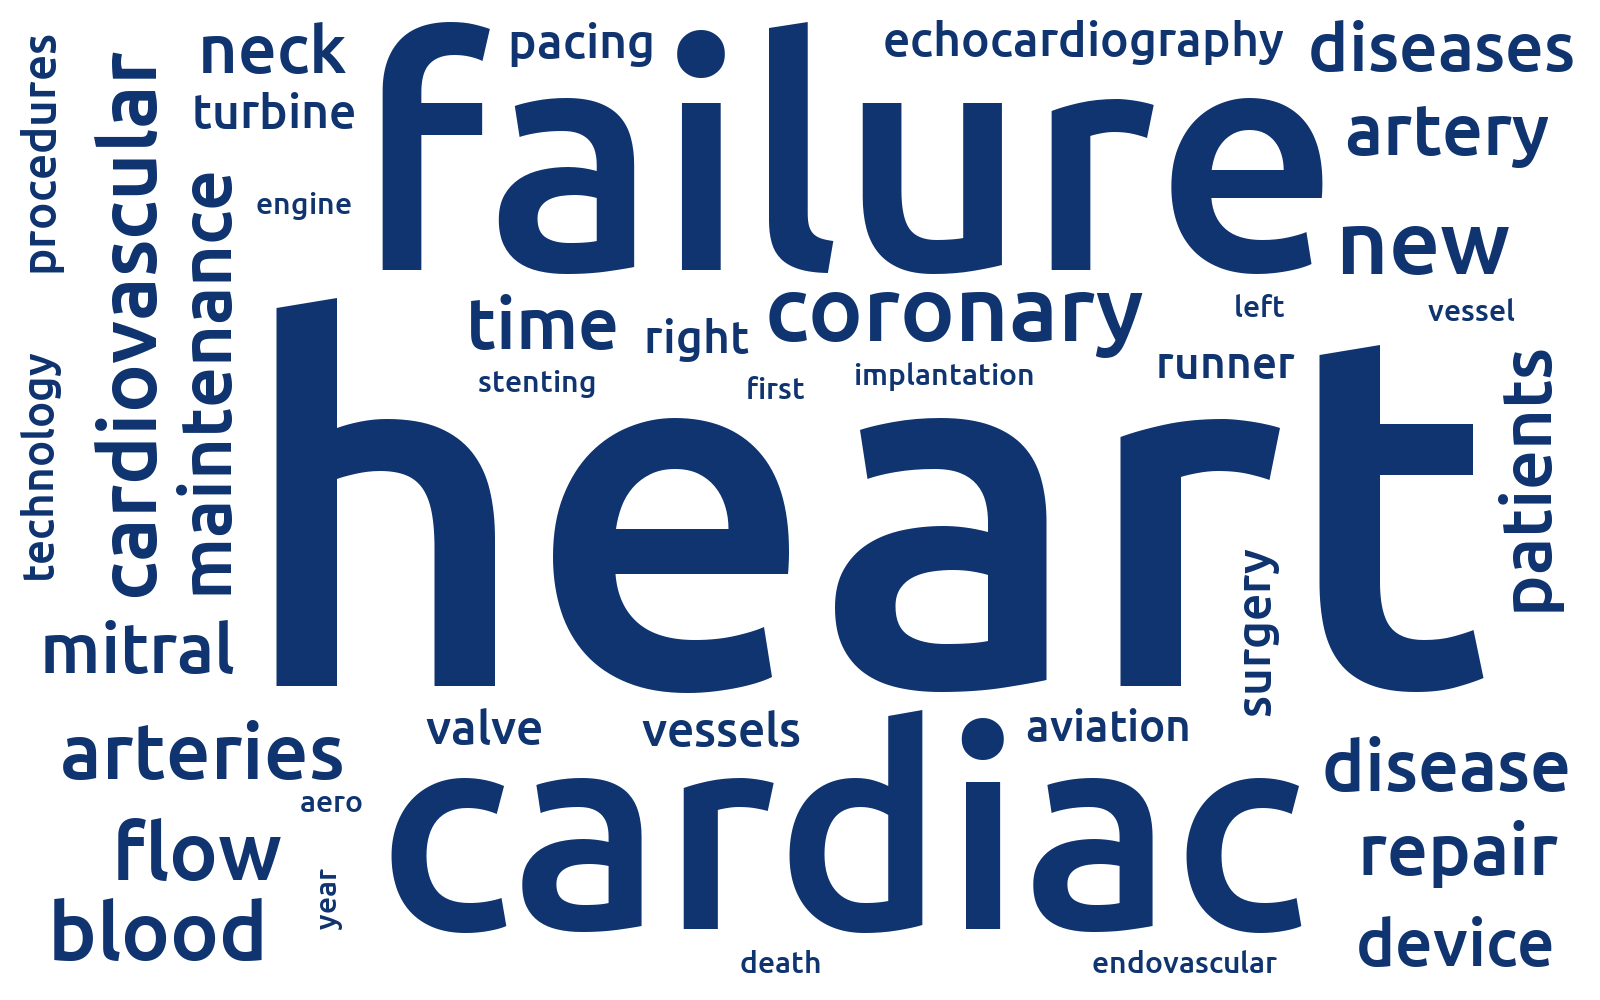 procedures
cardiovascular
neck
turbine
maintenance
engine
failure
pacing
echocardiography
diseases
artery
new
time
right
coronary
left
vessel
stenting
first
implantation
runner
technology
heart
patients
surgery
mitral
arteries
valve
vessels
aviation
disease
aero
flow
cardiac
repair
year
blood
device
death
endovascular